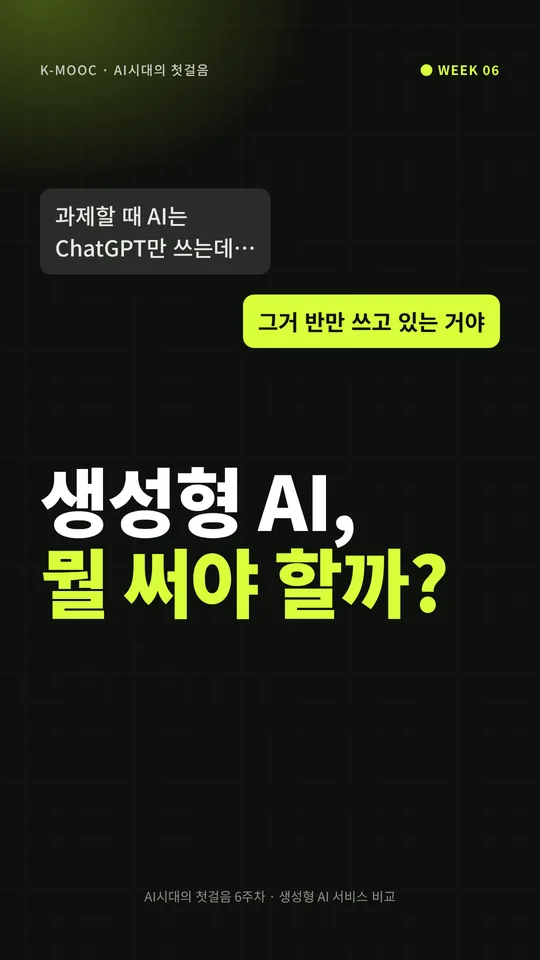 K-MOOC · AI시대의 첫걸음
WEEK 06
과제할 때 AI는
ChatGPT만 쓰는데…
그거 반만 쓰고 있는 거야
생성형 AI,
뭘 써야 할까?
AI시대의 첫걸음 6주차 · 생성형 AI 서비스 비교